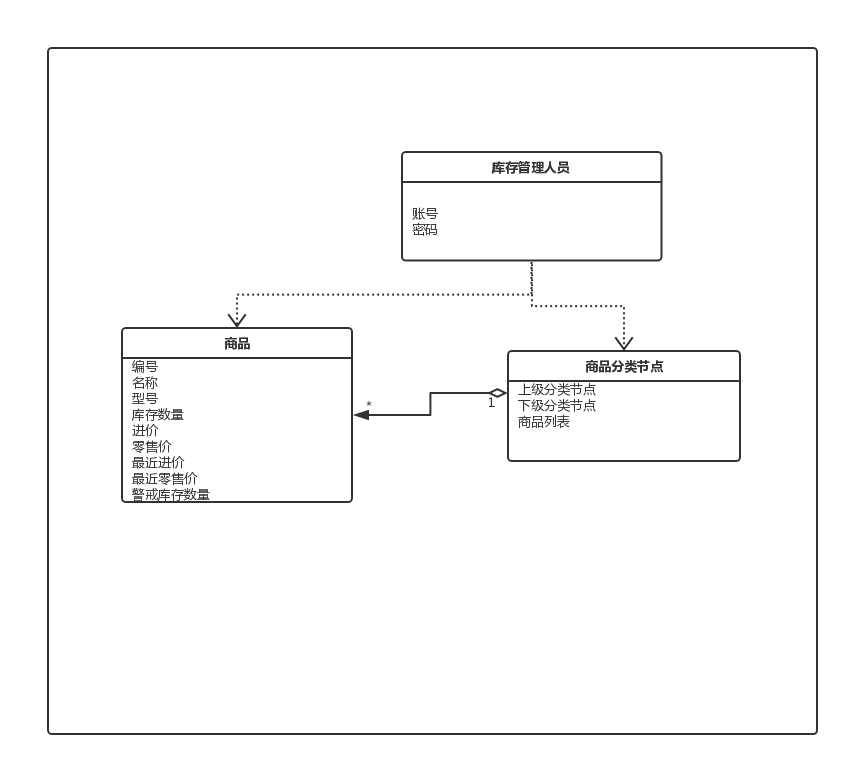 库存管理人员
账号
密码
商品
编号
名称
型号
库存数量
进价
零售价
最近进价
最近零售价
警戒库存数量
*
1
商品分类节点
上级分类节点
下级分类节点
商品列表